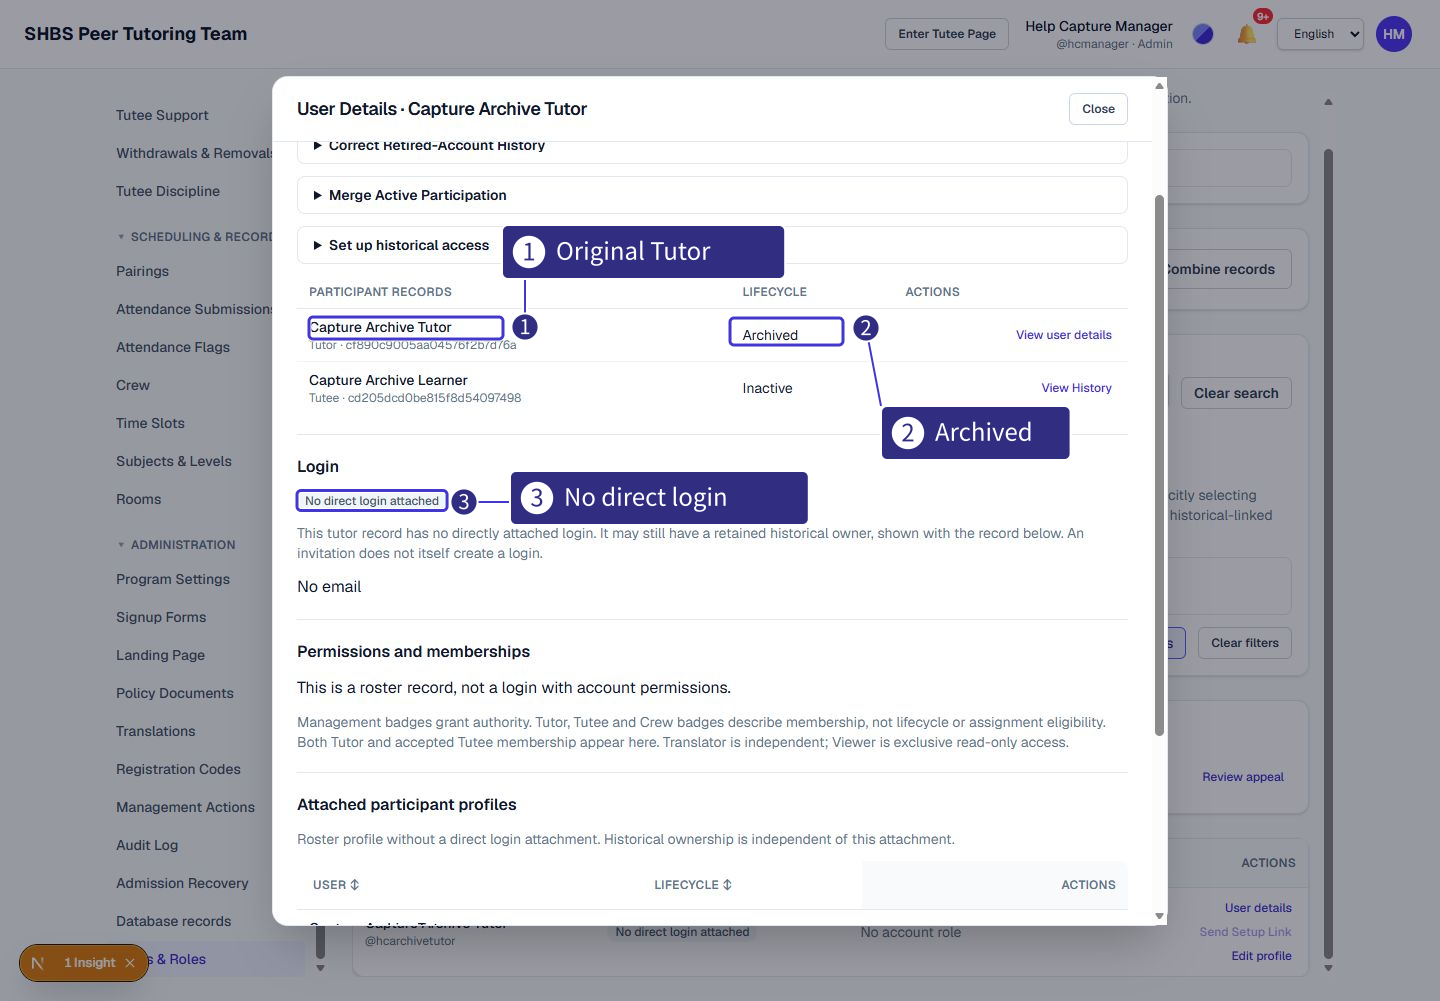 SHBS Peer Tutoring Team
Enter Tutee Page
Help Capture Manager
@hcmanager · Admin
9+
English
HM
Tutee Support
Withdrawals & Removals
Tutee Discipline
SCHEDULING & RECORD
Pairings
Attendance Submissions
Attendance Flags
Crew
Time Slots
Subjects & Levels
Rooms
ADMINISTRATION
Program Settings
Signup Forms
Landing Page
Policy Documents
Translations
Registration Codes
Management Actions
Audit Log
Admission Recovery
Database records
s & Roles
N 1 Insight ×
User Details · Capture Archive Tutor
Close
Correct Retired-Account History
Merge Active Participation
Set up historical access
1 Original Tutor
PARTICIPANT RECORDS LIFECYCLE ACTIONS
Capture Archive Tutor 1 Archived 2 View user details
Tutor · cf890c9005aa04576f2b7d76a
Capture Archive Learner Inactive View History
Tutee · cd205dcd0be815f8d54097498
2 Archived
Login
No direct login attached 3
3 No direct login
This tutor record has no directly attached login. It may still have a retained historical owner, shown with the record below. An
invitation does not itself create a login.
No email
Permissions and memberships
This is a roster record, not a login with account permissions.
Management badges grant authority. Tutor, Tutee and Crew badges describe membership, not lifecycle or assignment eligibility.
Both Tutor and accepted Tutee membership appear here. Translator is independent; Viewer is exclusive read-only access.
Attached participant profiles
Roster profile without a direct login attachment. Historical ownership is independent of this attachment.
USER LIFECYCLE ACTIONS
tion.
Combine records
Clear search
citly selecting
historical-linked
s
Clear filters
Review appeal
ACTIONS
Capture Archive Tutor
@hcarchivetutor
No direct login attached
No account role
User details
Send Setup Link
Edit profile